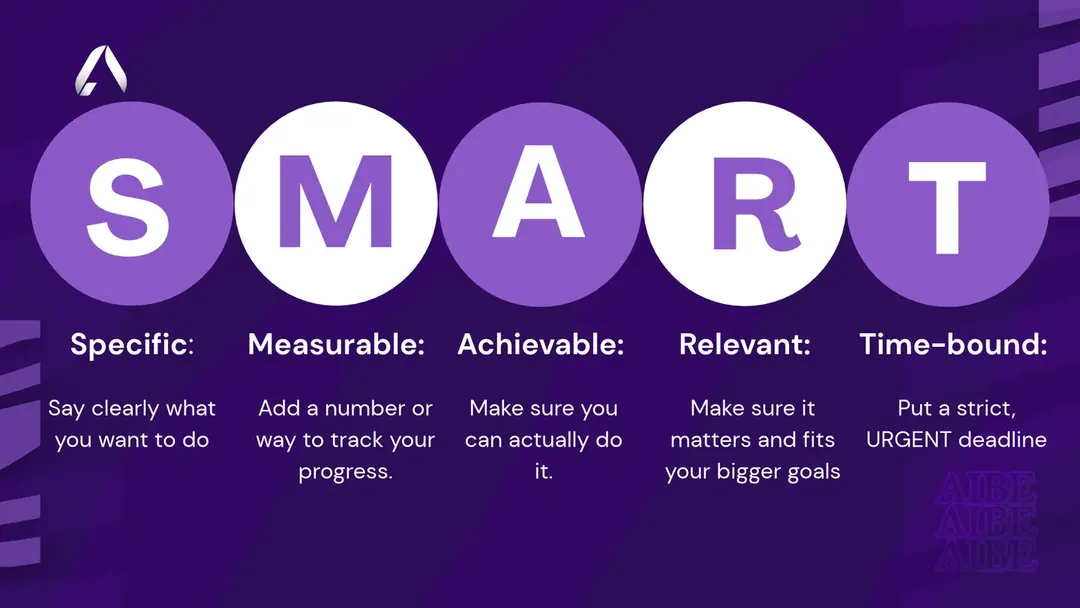 S M A R T
Specific:
Say clearly what
you want to do
Measurable:
Add a number or
way to track your
progress.
Achievable:
Make sure you
can actually do
it.
Relevant:
Make sure it
matters and fits
your bigger goals
Time-bound:
Put a strict,
URGENT deadline
AIBE
AIBE
AIBE